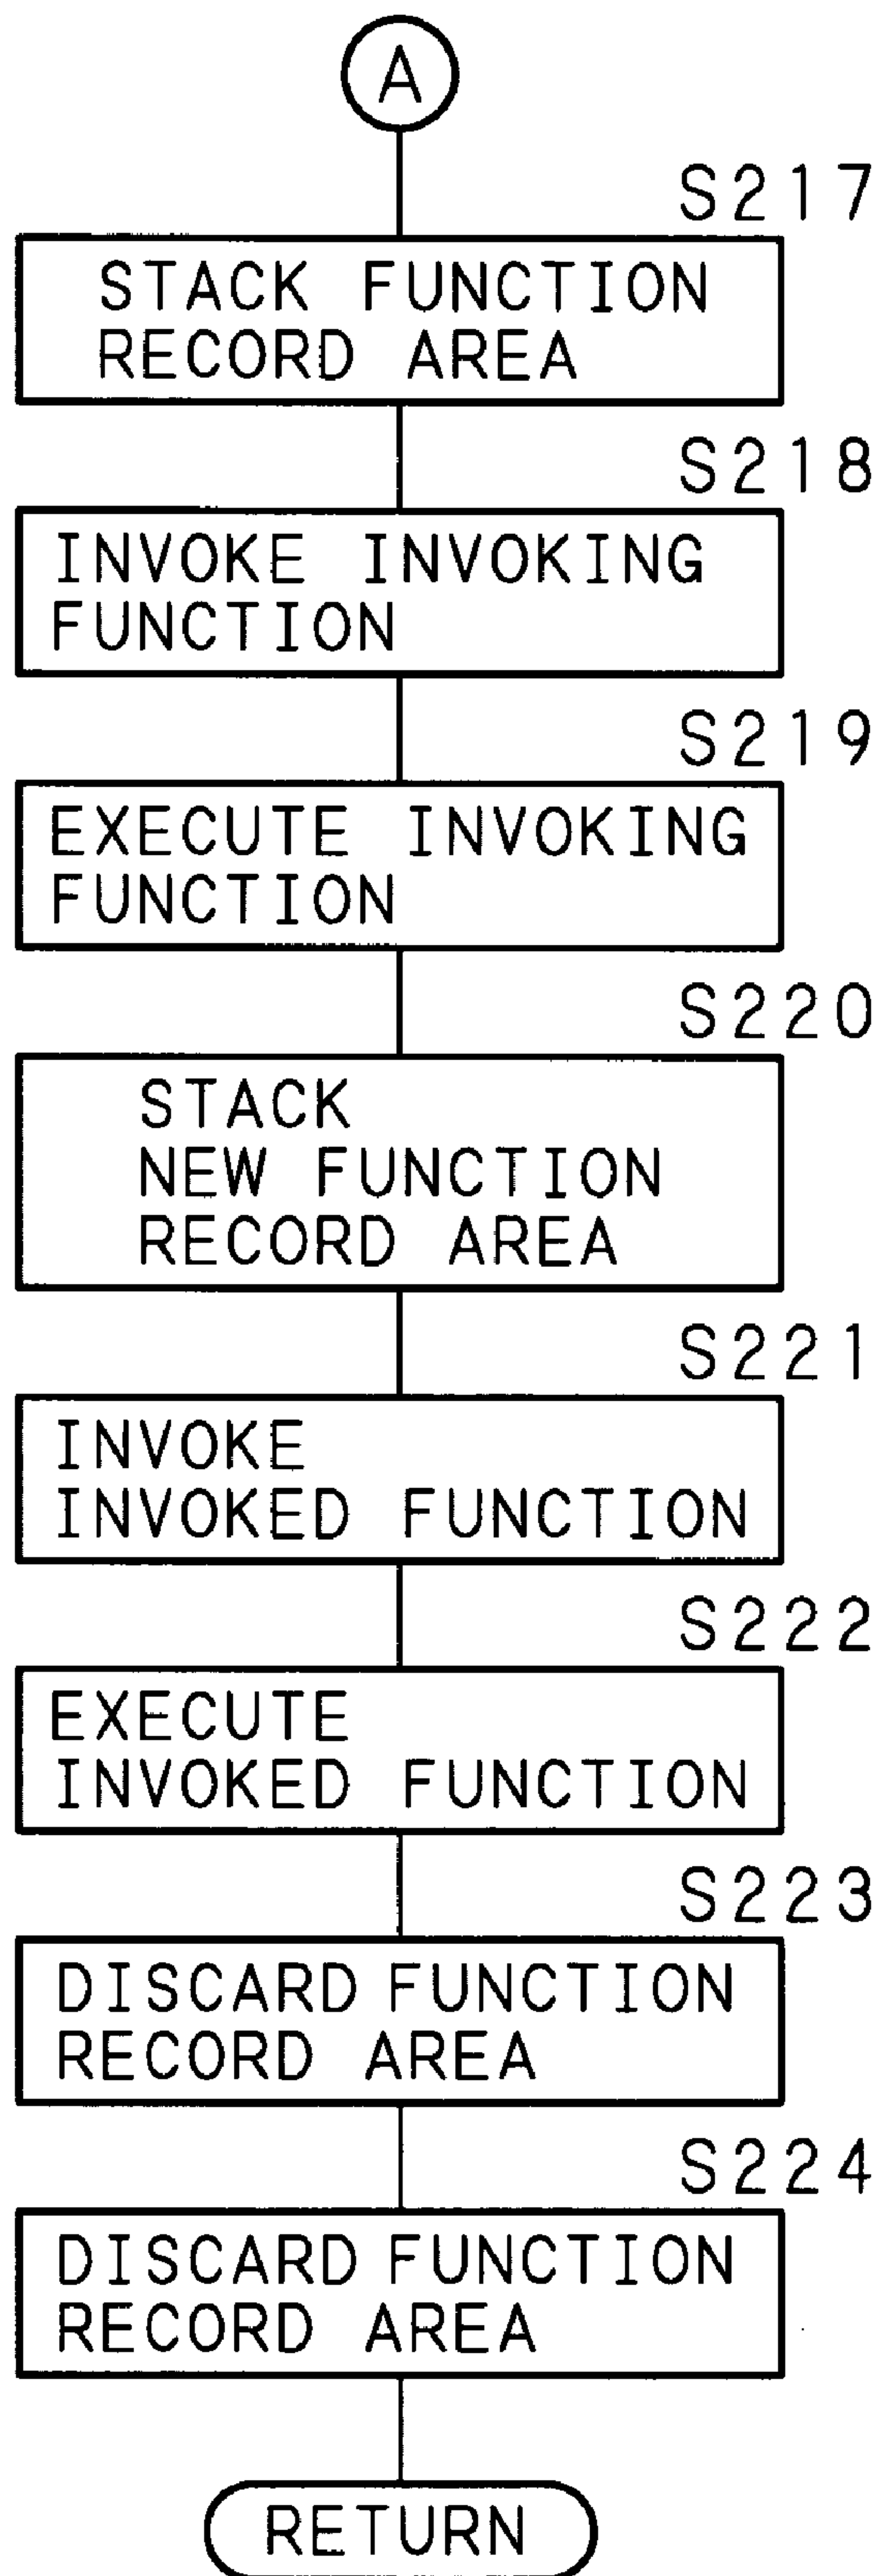 A
S217
STACK FUNCTION
RECORD AREA
S218
INVOKE INVOKING
FUNCTION
S219
EXECUTE INVOKING
FUNCTION
S220
STACK
NEW FUNCTION
RECORD AREA
S221
INVOKE
INVOKED FUNCTION
S222
EXECUTE
INVOKED FUNCTION
S223
DISCARD FUNCTION
RECORD AREA
S224
DISCARD FUNCTION
RECORD AREA
RETURN